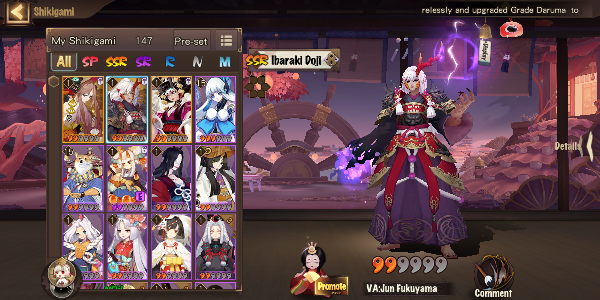 Shikigami
relessly and upgraded Grade Daruma to
My Shikigami 147 Pre-set
All SP SSR SR R N M
SSR Ibaraki Doji
Display
Details
Promote
VA:Jun Fukuyama
Comment